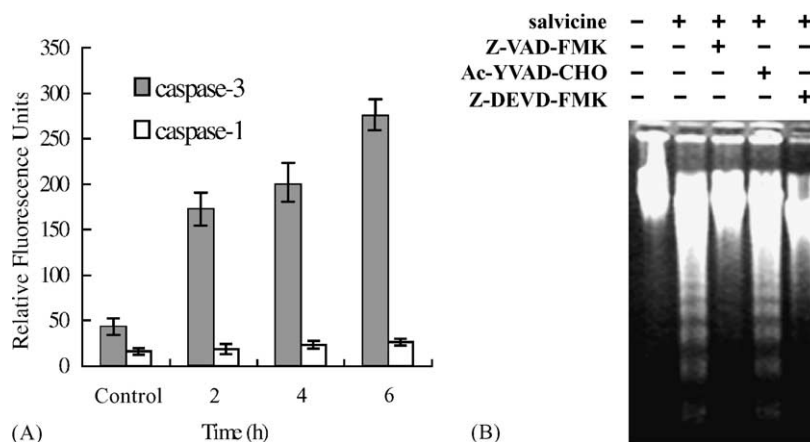 350
300
250
200
150
100
50
0
Relative Fluorescence Units
caspase-3
caspase-1
Control 2 4 6
Time (h)
(A)
salvicine – + + + +
Z-VAD-FMK – – + – –
Ac-YVAD-CHO – – – + –
Z-DEVD-FMK – – – – +
(B)